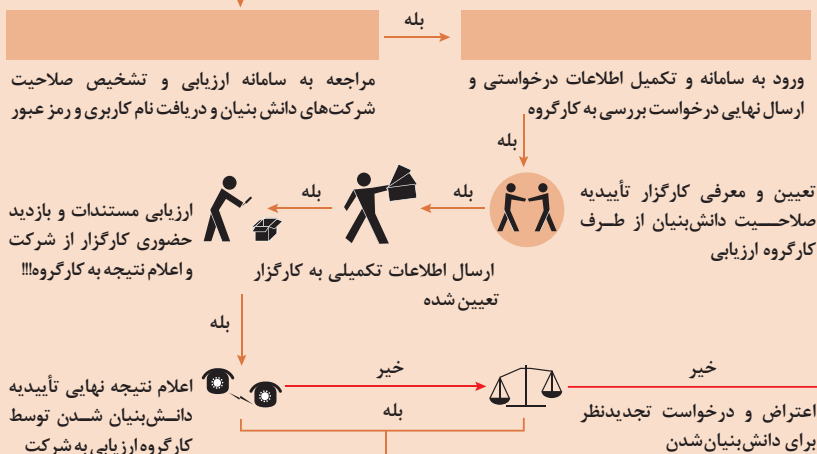 بله
مراجعه به سامانه ارزیابی و تشخیص صلاحیت
شرکت‌های دانش بنیان و دریافت نام کاربری و رمز عبور
ورود به سامانه و تکمیل اطلاعات درخواستی و
ارسال نهایی درخواست بررسی به کارگروه
بله
تعیین و معرفی کارگزار تأییدیه
صلاحـــیت دانش‌بنیان از طــرف
کارگروه ارزیابی
بله
ارسال اطلاعات تکمیلی به کارگزار
تعیین‌شده
بله
ارزیابی مستندات و بازدید
حضوری کارگزار از شرکت
و اعلام نتیجه به کارگروه!!!
بله
اعلام نتیجه نهایی تأییدیه
دانــش‌بنیان شــدن توسط
کارگروه ارزیابی به شرکت
خیر
بله
خیر
اعتراض و درخواست تجدیدنظر
برای دانش‌بنیان‌شدن